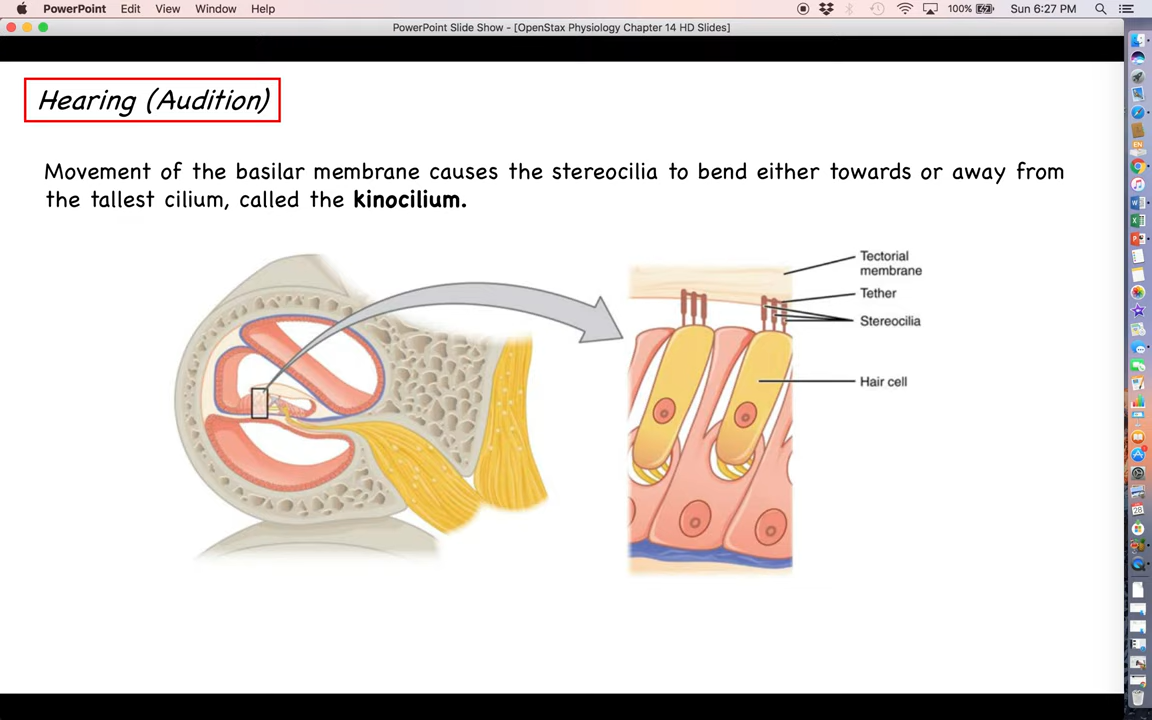 PowerPoint Edit View Window Help 100% Sun 6:27 PM
PowerPoint Slide Show - [OpenStax Physiology Chapter 14 HD Slides]
Hearing (Audition)
Movement of the basilar membrane causes the stereocilia to bend either towards or away from
the tallest cilium, called the kinocilium.
Tectorial
membrane
Tether
Stereocilia
Hair cell